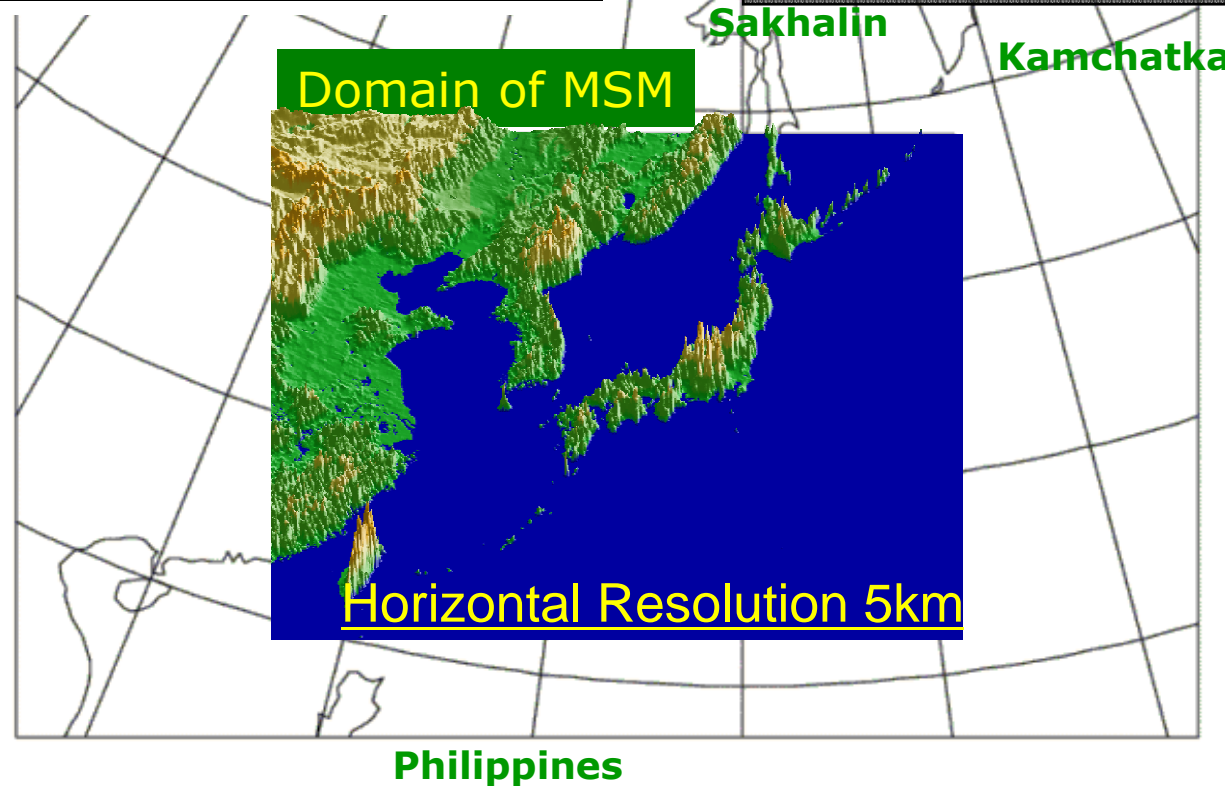 Sakhalin
Kamchatka
Domain of MSM
Horizontal Resolution 5km
Philippines